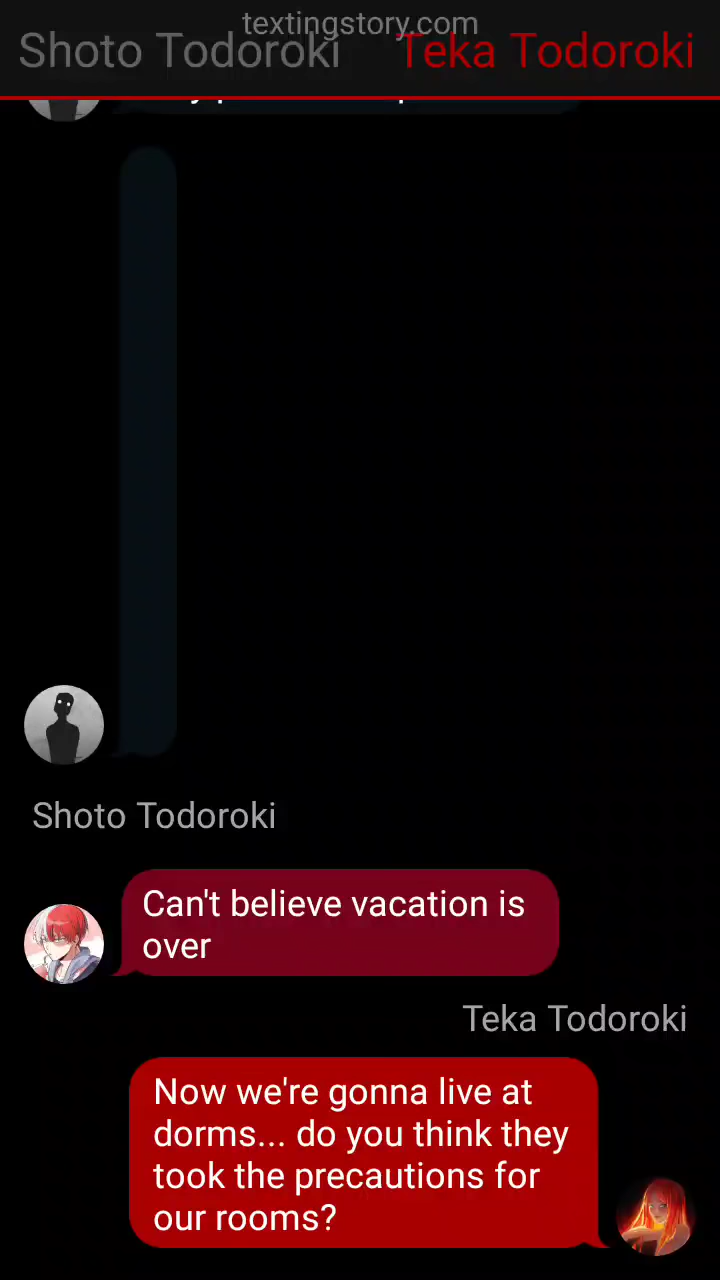 textingstory.com
Shoto Todoroki Teka Todoroki
Shoto Todoroki
Can't believe vacation is
over
Teka Todoroki
Now we're gonna live at
dorms... do you think they
took the precautions for
our rooms?